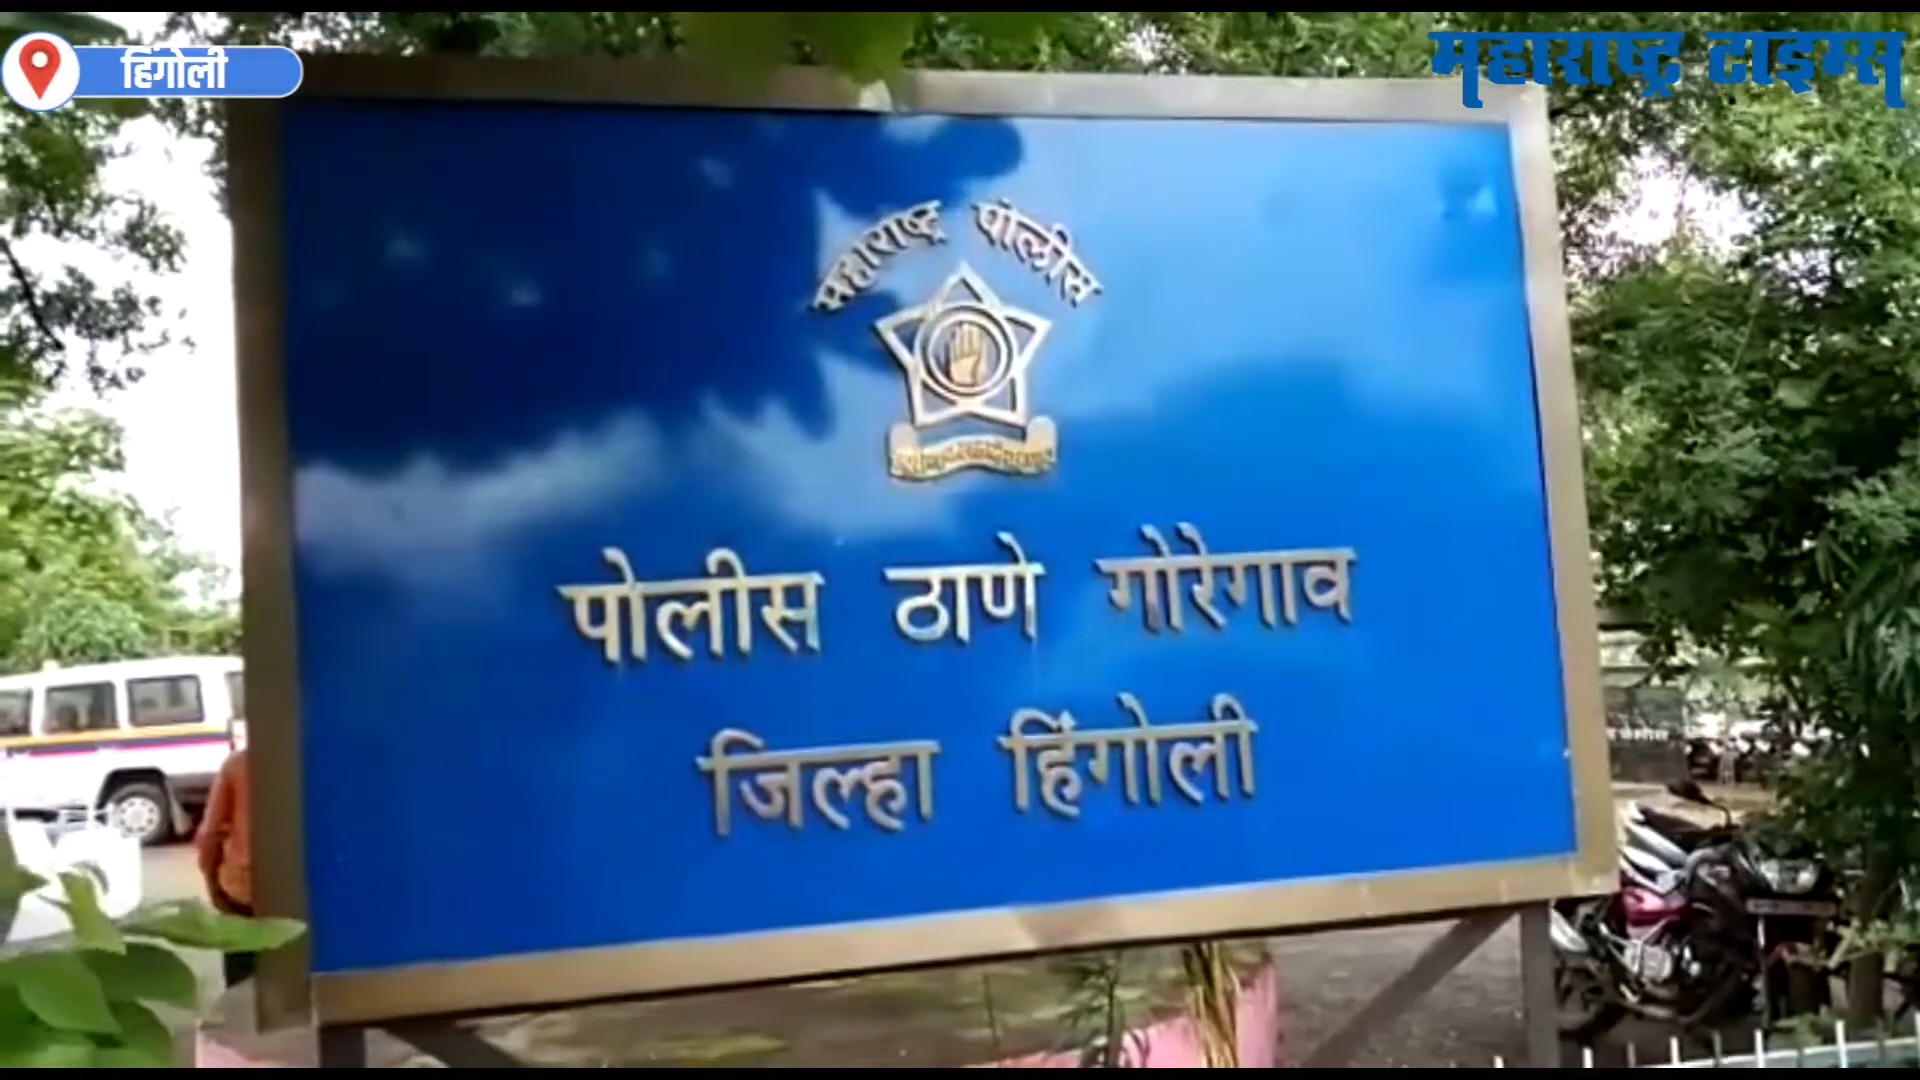 हिंगोली
महाराष्ट्र टाइम्स
महाराष्ट्र पोलीस
पोलीस ठाणे गोरेगाव
जिल्हा हिंगोली